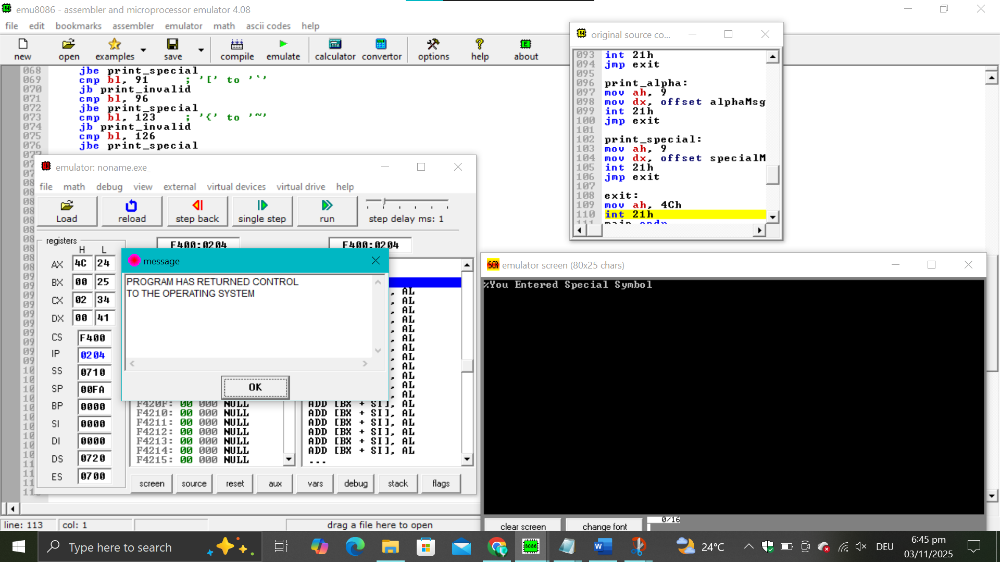 emu8086 - assembler and microprocessor emulator 4.08
file edit bookmarks assembler emulator math ascii codes help
new open examples save compile emulate calculator convertor options help about
068 jbe print_special
069 cmp bl, 91 ; '[' to '`'
070 jb print_invalid
071 cmp bl, 96
072 jbe print_special
073 cmp bl, 123 ; '{' to '~'
074 jb print_invalid
075 cmp bl, 126
076 jbe print_special
original source co...
093 int 21h
094 jmp exit
095
096 print_alpha:
097 mov ah, 9
098 mov dx, offset alphaMsg
099 int 21h
100 jmp exit
101
102 print_special:
103 mov ah, 9
104 mov dx, offset specialM
105 int 21h
106 jmp exit
107
108 exit:
109 mov ah, 4Ch
110 int 21h
111 main endp
emulator: noname.exe_
file math debug view external virtual devices virtual drive help
Load reload step back single step run step delay ms: 1
registers
F400:0204 F400:0204
H L
AX 4C 24
BX 00 25
CX 02 34
DX 00 41
CS F400
IP 0204
SS 0710
SP 00FA
BP 0000
SI 0000
DI 0000
DS 0720
ES 0700
message
PROGRAM HAS RETURNED CONTROL
TO THE OPERATING SYSTEM
OK
, AL
, AL
, AL
, AL
, AL
, AL
, AL
, AL
, AL
, AL
, AL
, AL
F420F: 00 000 NULL ADD [BX + SI], AL
F4210: 00 000 NULL ADD [BX + SI], AL
F4211: 00 000 NULL ADD [BX + SI], AL
F4212: 00 000 NULL ADD [BX + SI], AL
F4213: 00 000 NULL ADD [BX + SI], AL
F4214: 00 000 NULL ADD [BX + SI], AL
F4215: 00 000 NULL ...
screen source reset aux vars debug stack flags
emulator screen (80x25 chars)
%You Entered Special Symbol
clear screen change font 0/16
line: 113 col: 1 drag a file here to open
Type here to search
24°C DEU 6:45 pm
03/11/2025